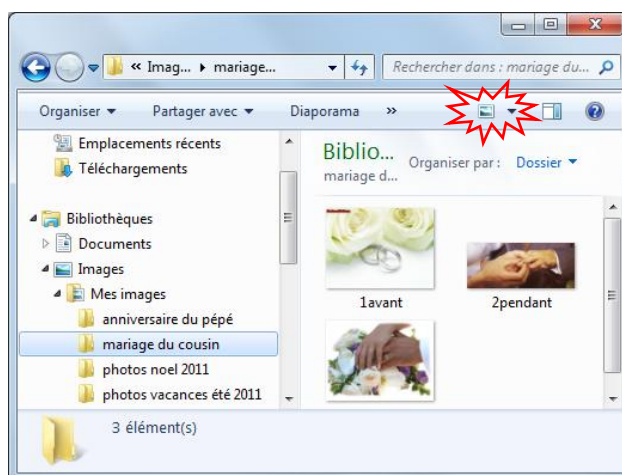 « Imag... mariage...
Rechercher dans : mariage du...
Organiser Partager avec Diaporama »
Emplacements récents
Téléchargements
Bibliothèques
Documents
Images
Mes images
anniversaire du pépé
mariage du cousin
photos noel 2011
photos vacances été 2011
Biblio...
mariage d...
Organiser par : Dossier
1avant
2pendant
3 élément(s)